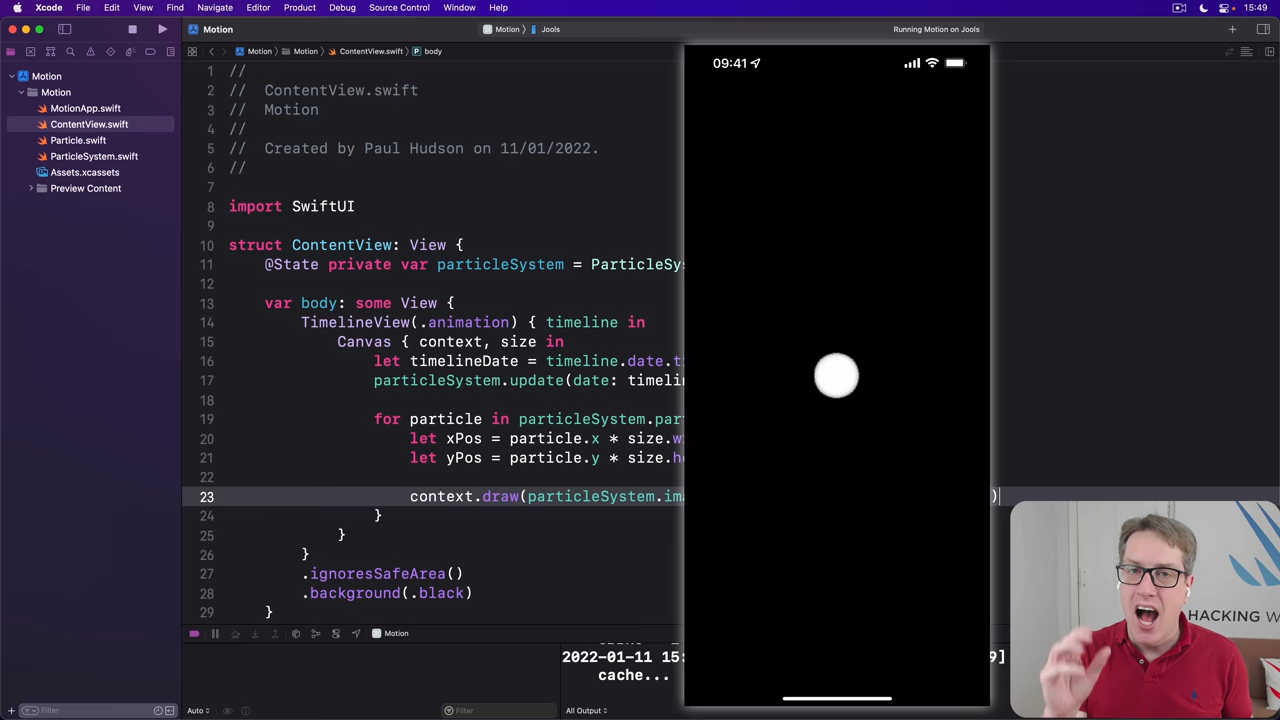 Xcode File Edit View Find Navigate Editor Product Debug Source Control Window Help 15:49
Motion Motion Jools Running Motion on Jools
Motion Motion ContentView.swift body
Motion
Motion
MotionApp.swift
ContentView.swift
Particle.swift
ParticleSystem.swift
Assets.xcassets
Preview Content
1 //
2 // ContentView.swift
3 // Motion
4 //
5 // Created by Paul Hudson on 11/01/2022.
6 //
7
8 import SwiftUI
9
10 struct ContentView: View {
11 @State private var particleSystem = ParticleSy
12
13 var body: some View {
14 TimelineView(.animation) { timeline in
15 Canvas { context, size in
16 let timelineDate = timeline.date.t
17 particleSystem.update(date: timeli
18
19 for particle in particleSystem.par
20 let xPos = particle.x * size.w
21 let yPos = particle.y * size.he
22
23 context.draw(particleSystem.ima )
24 }
25 }
26 }
27 .ignoresSafeArea()
28 .background(.black)
29 }
09:41
HACKING W
Motion
2022-01-11 15: 9]
cache...
Filter
Auto
Filter
All Output